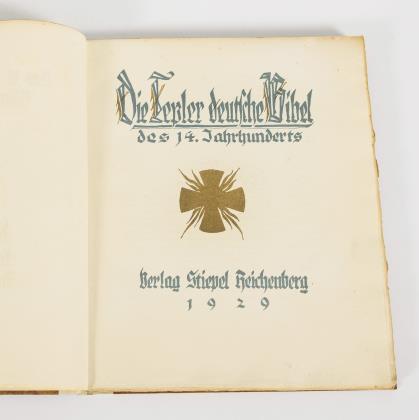 Die Tepler deutsche Bibel
des 14. Jahrhunderts
Verlag Stiepel Reichenberg
1929